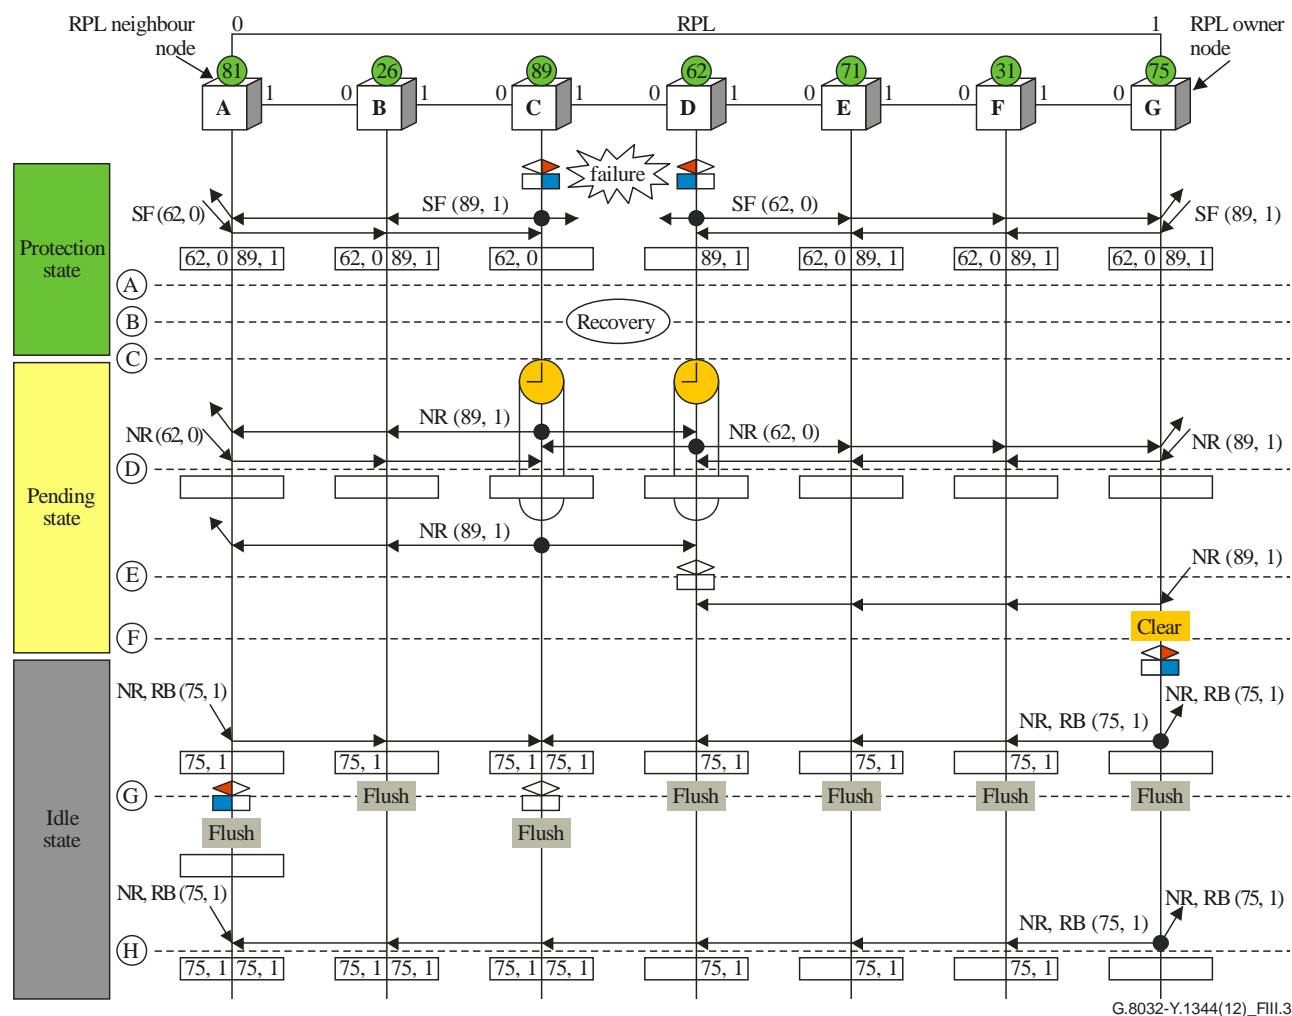 RPL neighbour
node
0
RPL
1
RPL owner
node
81
26
89
62
71
31
75
A
1
0
B
1
0
C
1
0
D
1
0
E
1
0
F
1
0
G
failure
SF (62, 0)
SF (89, 1)
SF (62, 0)
SF (89, 1)
Protection
state
62, 0 89, 1
62, 0 89, 1
62, 0
89, 1
62, 0 89, 1
62, 0 89, 1
62, 0 89, 1
A
B
Recovery
C
NR (62, 0)
NR (89, 1)
NR (62, 0)
NR (89, 1)
D
Pending
state
NR (89, 1)
NR (89, 1)
E
Clear
F
NR, RB (75, 1)
NR, RB (75, 1)
NR, RB (75, 1)
75, 1
75, 1
75, 1 75, 1
75, 1
75, 1
75, 1
G
Flush
Flush
Flush
Flush
Flush
Idle
state
Flush
Flush
NR, RB (75, 1)
NR, RB (75, 1)
NR, RB (75, 1)
H
75, 1 75, 1
75, 1 75, 1
75, 1 75, 1
75, 1
75, 1
75, 1
G.8032-Y.1344(12)_FIII.3